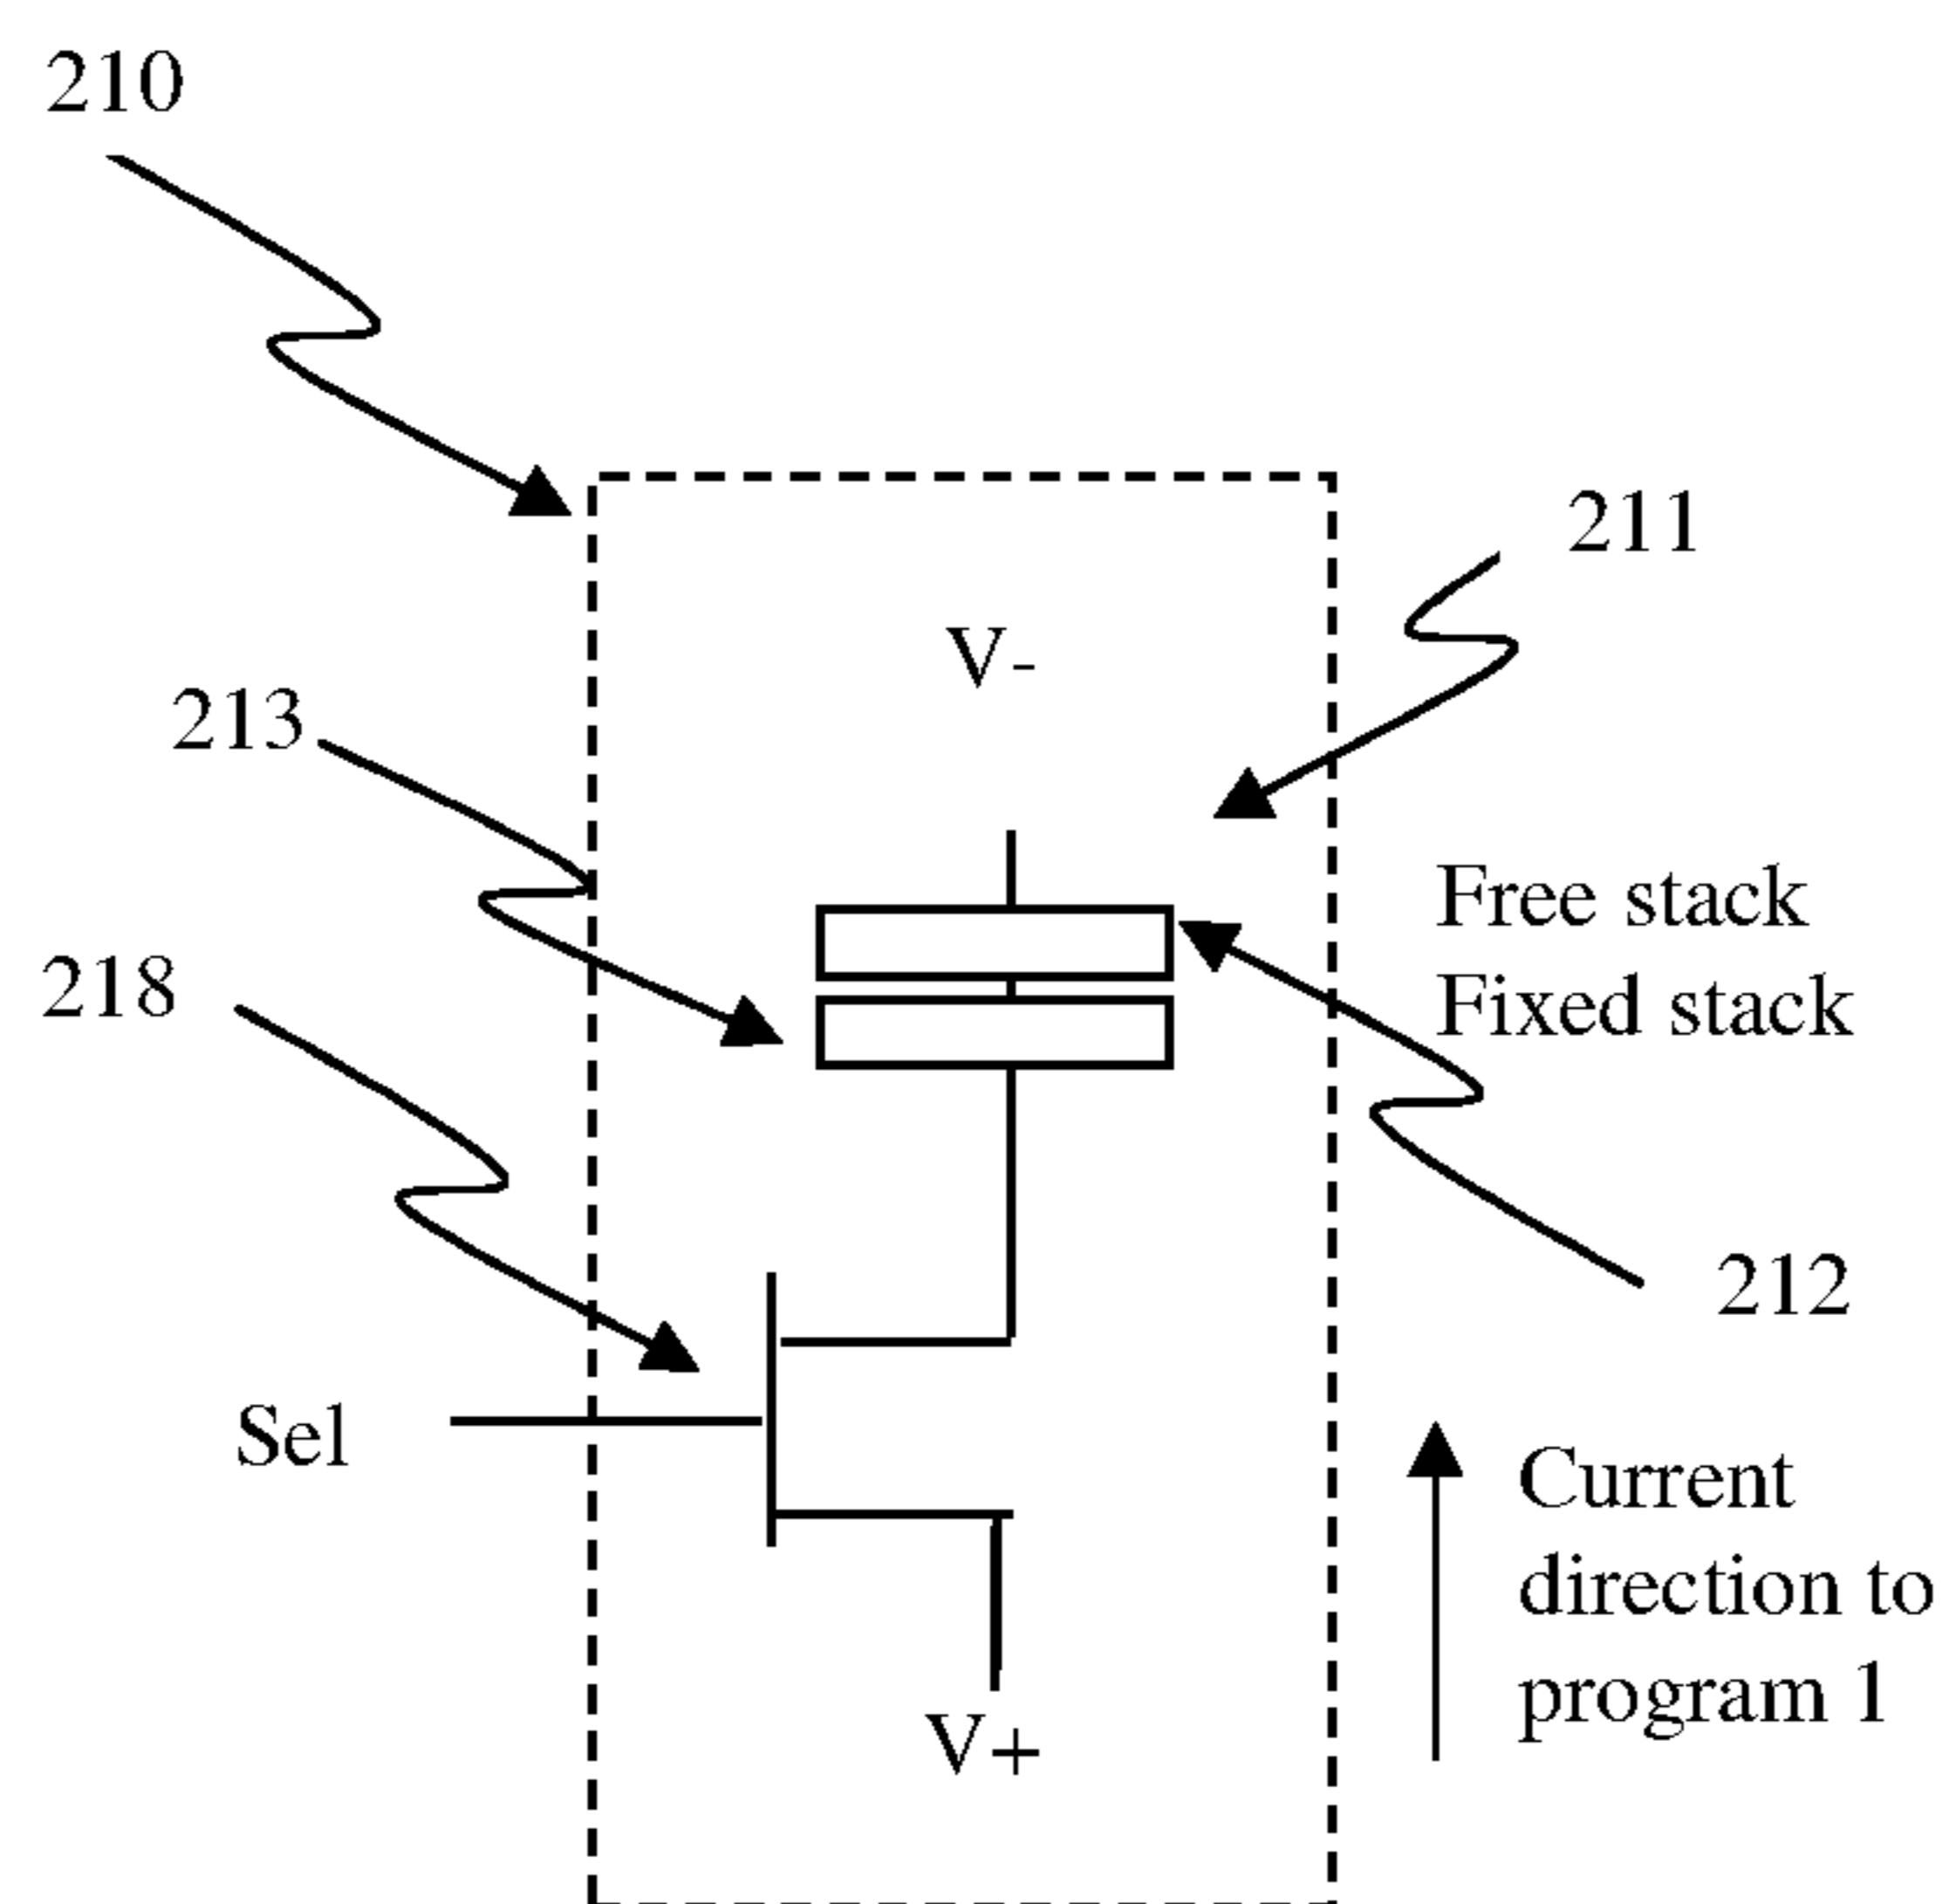 210
211
V-
213
Free stack
218
Fixed stack
212
Sel
Current
direction to
program 1
V+